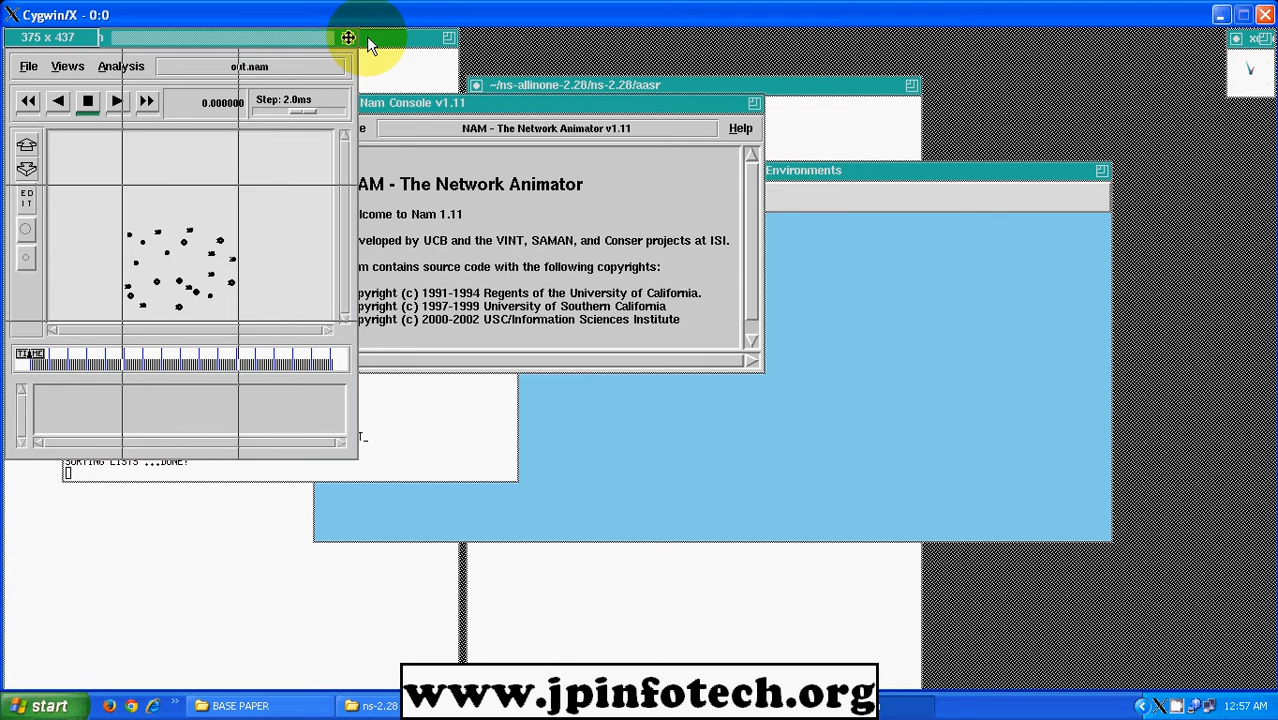 Cygwin/X - 0:0
375 x 437
File Views Analysis out.nam
0.000000 Step: 2.0ms
E D
I T
TIME
~/ns-allinone-2.28/ns-2.28/aasr
Nam Console v1.11
e NAM - The Network Animator v1.11 Help
AM - The Network Animator
lcome to Nam 1.11
veloped by UCB and the VINT, SAMAN, and Conser projects at ISI.
m contains source code with the following copyrights:
pyright (c) 1991-1994 Regents of the University of California.
pyright (c) 1997-1999 University of Southern California
pyright (c) 2000-2002 USC/Information Sciences Institute
Environments
T_
SORTING LISTS ...DONE!
www.jpinfotech.org
start BASE PAPER ns-2.28 12:57 AM